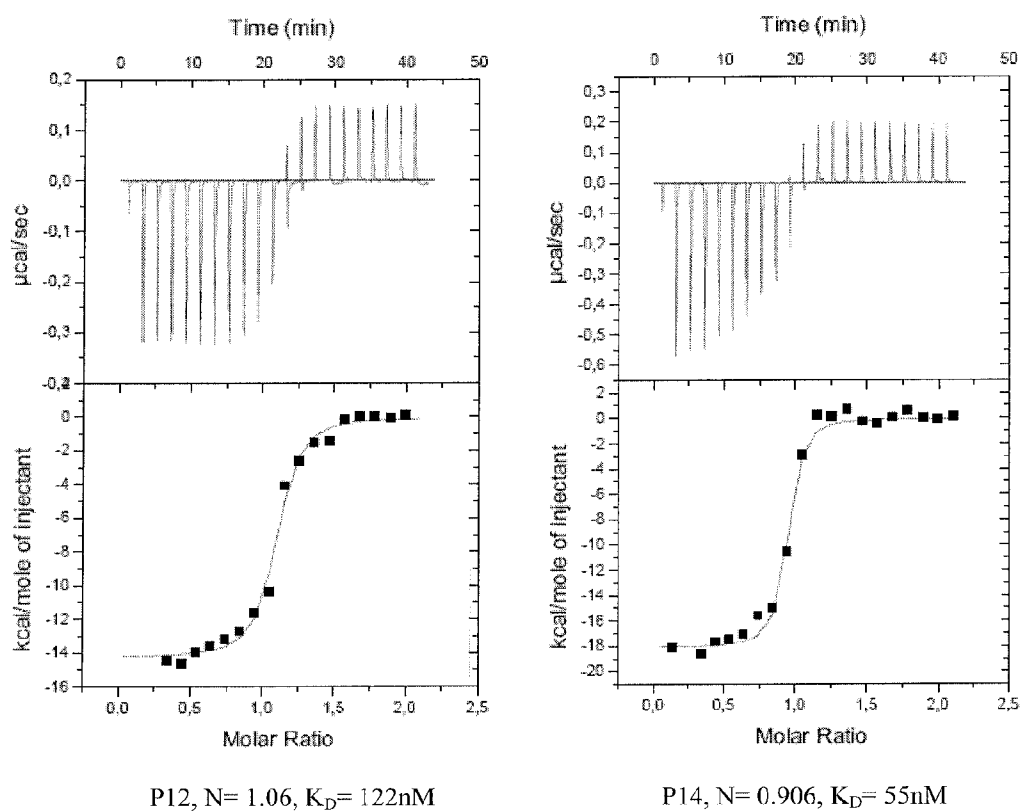 Time (min)
0 10 20 30 40 50
0,2
0,1
0,0
-0,1
-0,2
-0,3
µcal/sec
0
-2
-4
-6
-8
-10
-12
-14
-16
kcal/mole of injectant
0,0 0,5 1,0 1,5 2,0 2,5
Molar Ratio
P12, N= 1.06, K_D= 122nM
Time (min)
0 10 20 30 40 50
0,3
0,2
0,1
0,0
-0,1
-0,2
-0,3
-0,4
-0,5
-0,6
µcal/sec
2
0
-2
-4
-6
-8
-10
-12
-14
-16
-18
-20
kcal/mole of injectant
0,0 0,5 1,0 1,5 2,0 2,5
Molar Ratio
P14, N= 0.906, K_D= 55nM